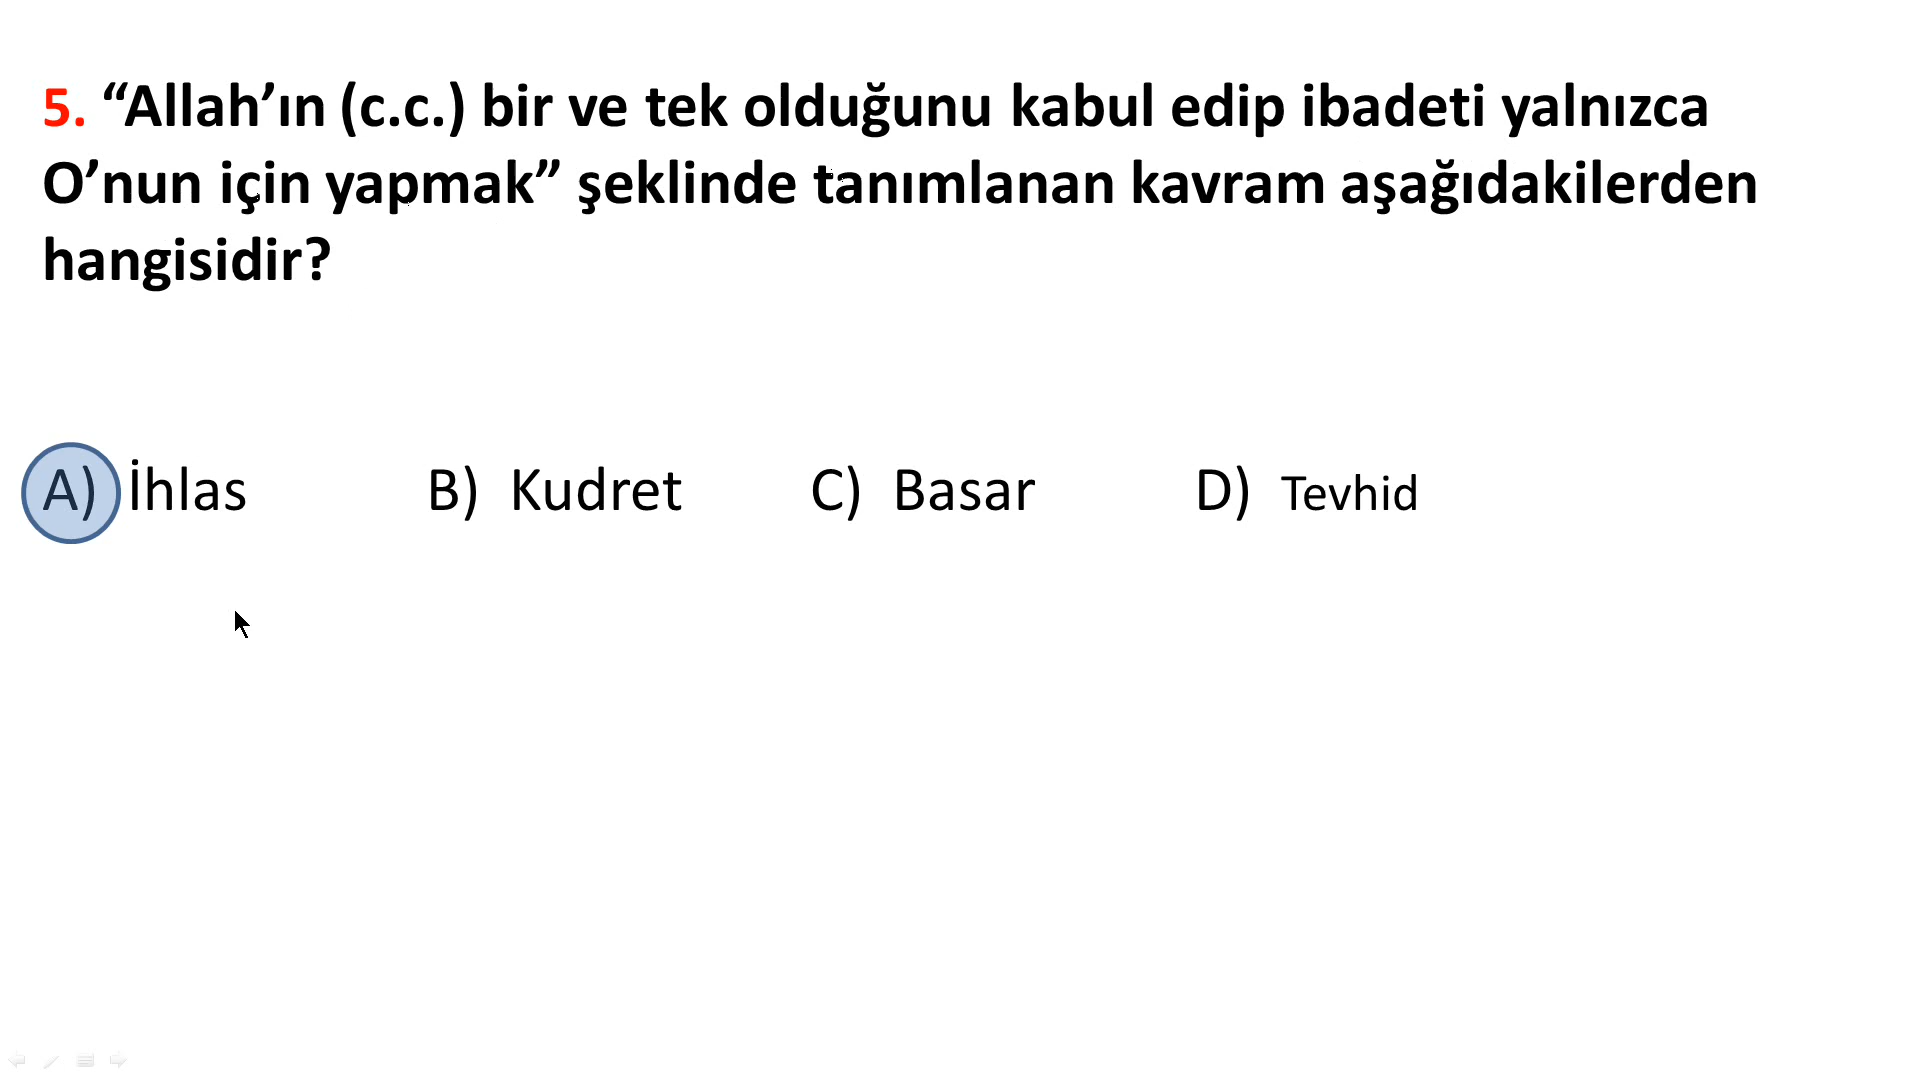 5. “Allah’ın (c.c.) bir ve tek olduğunu kabul edip ibadeti yalnızca
O’nun için yapmak” şeklinde tanımlanan kavram aşağıdakilerden
hangisidir?
A) İhlas B) Kudret C) Basar D) Tevhid